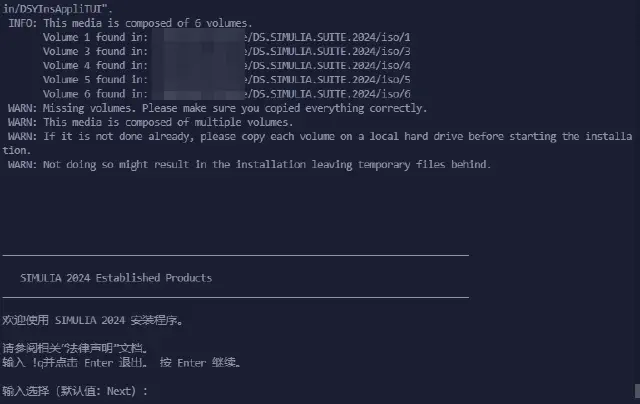 in/DSYInsAppliTUI".
INFO: This media is composed of 6 volumes.
Volume 1 found in: e/DS.SIMULIA.SUITE.2024/iso/1
Volume 3 found in: e/DS.SIMULIA.SUITE.2024/iso/3
Volume 4 found in: /DS.SIMULIA.SUITE.2024/iso/4
Volume 5 found in: e/DS.SIMULIA.SUITE.2024/iso/5
Volume 6 found in: e/DS.SIMULIA.SUITE.2024/iso/6
WARN: Missing volumes. Please make sure you copied everything correctly.
WARN: This media is composed of multiple volumes.
WARN: If it is not done already, please copy each volume on a local hard drive before starting the installa
tion.
WARN: Not doing so might result in the installation leaving temporary files behind.
SIMULIA 2024 Established Products
欢迎使用 SIMULIA 2024 安装程序。
请参阅相关“法律声明”文档。
输入 !q并点击 Enter 退出。 按 Enter 继续。
输入选择 (默认值: Next) :